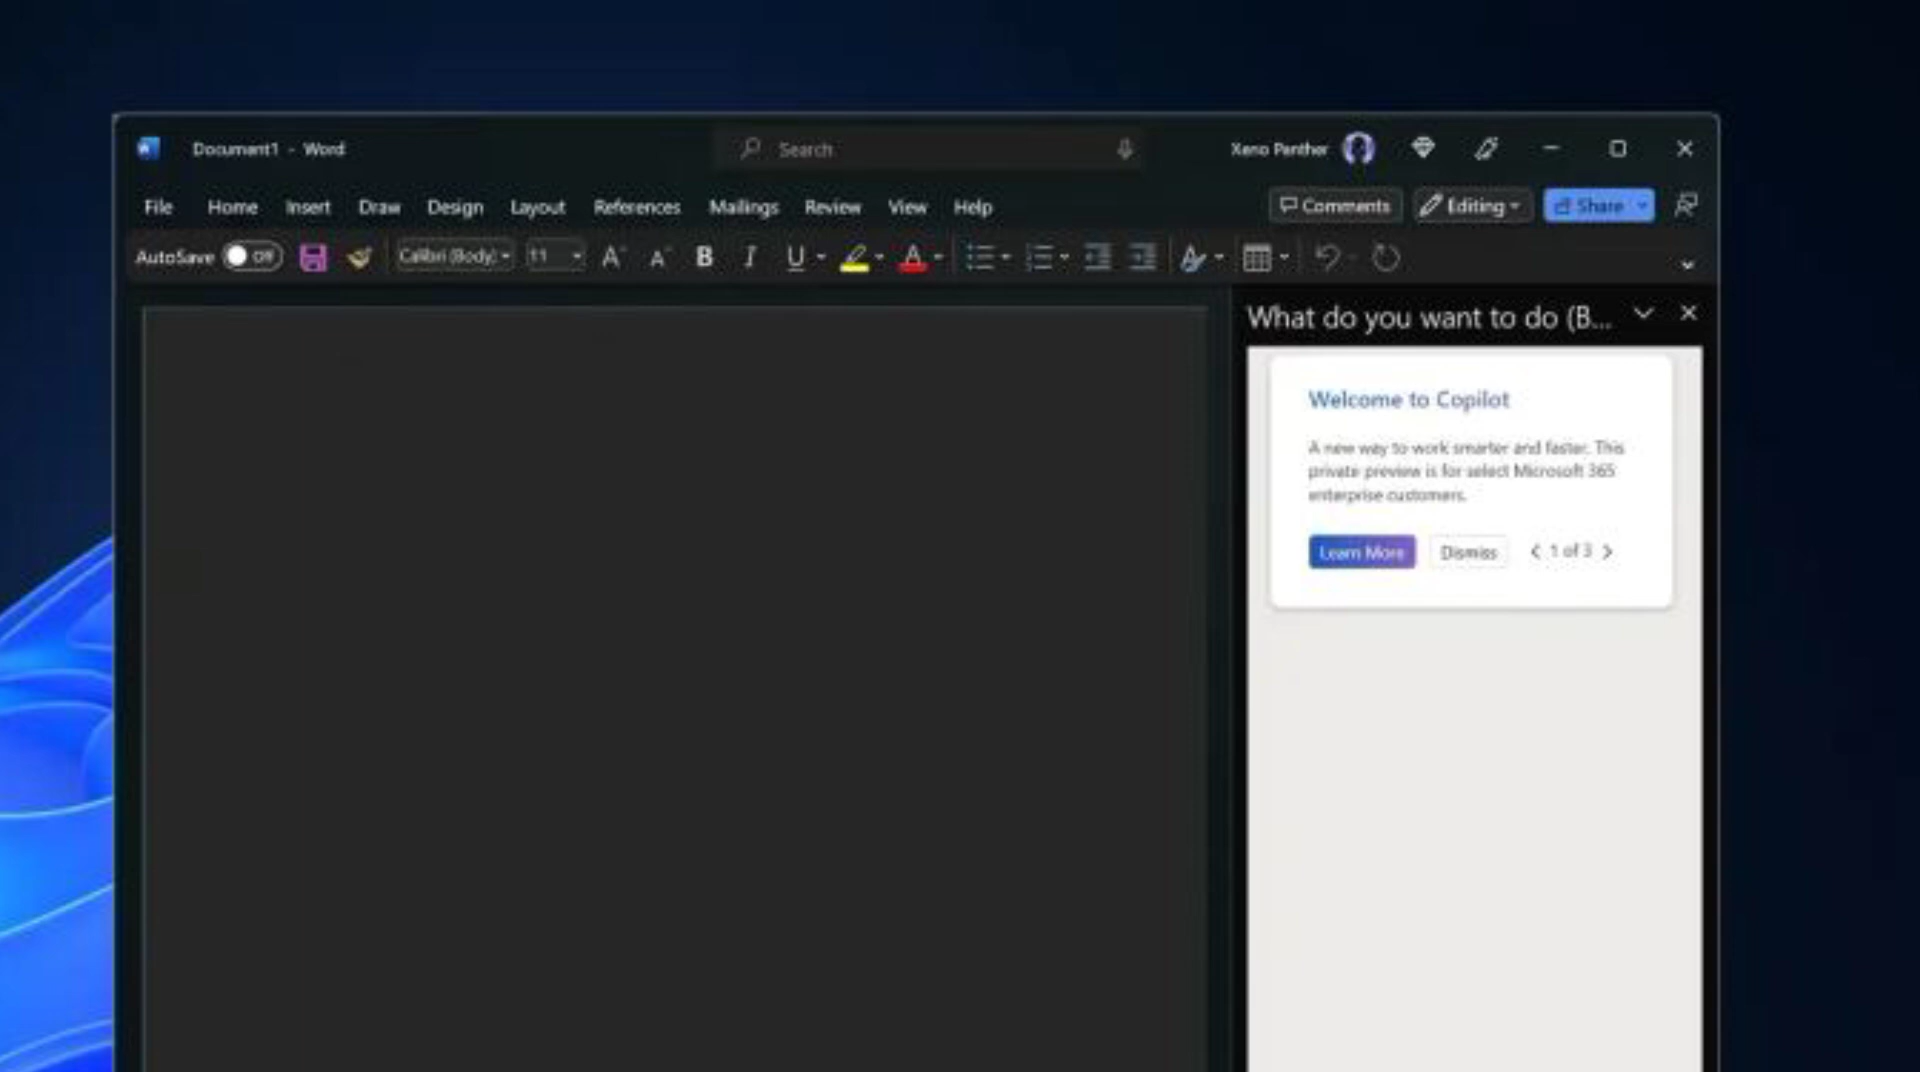 Document1 - Word
Search
Xeno Panther
File Home Insert Draw Design Layout References Mailings Review View Help
Comments
Editing
Share
AutoSave Off
Calibri (Body)
11
What do you want to do (B...
Welcome to Copilot
A new way to work smarter and faster. This
private preview is for select Microsoft 365
enterprise customers.
Learn More
Dismiss
1 of 3